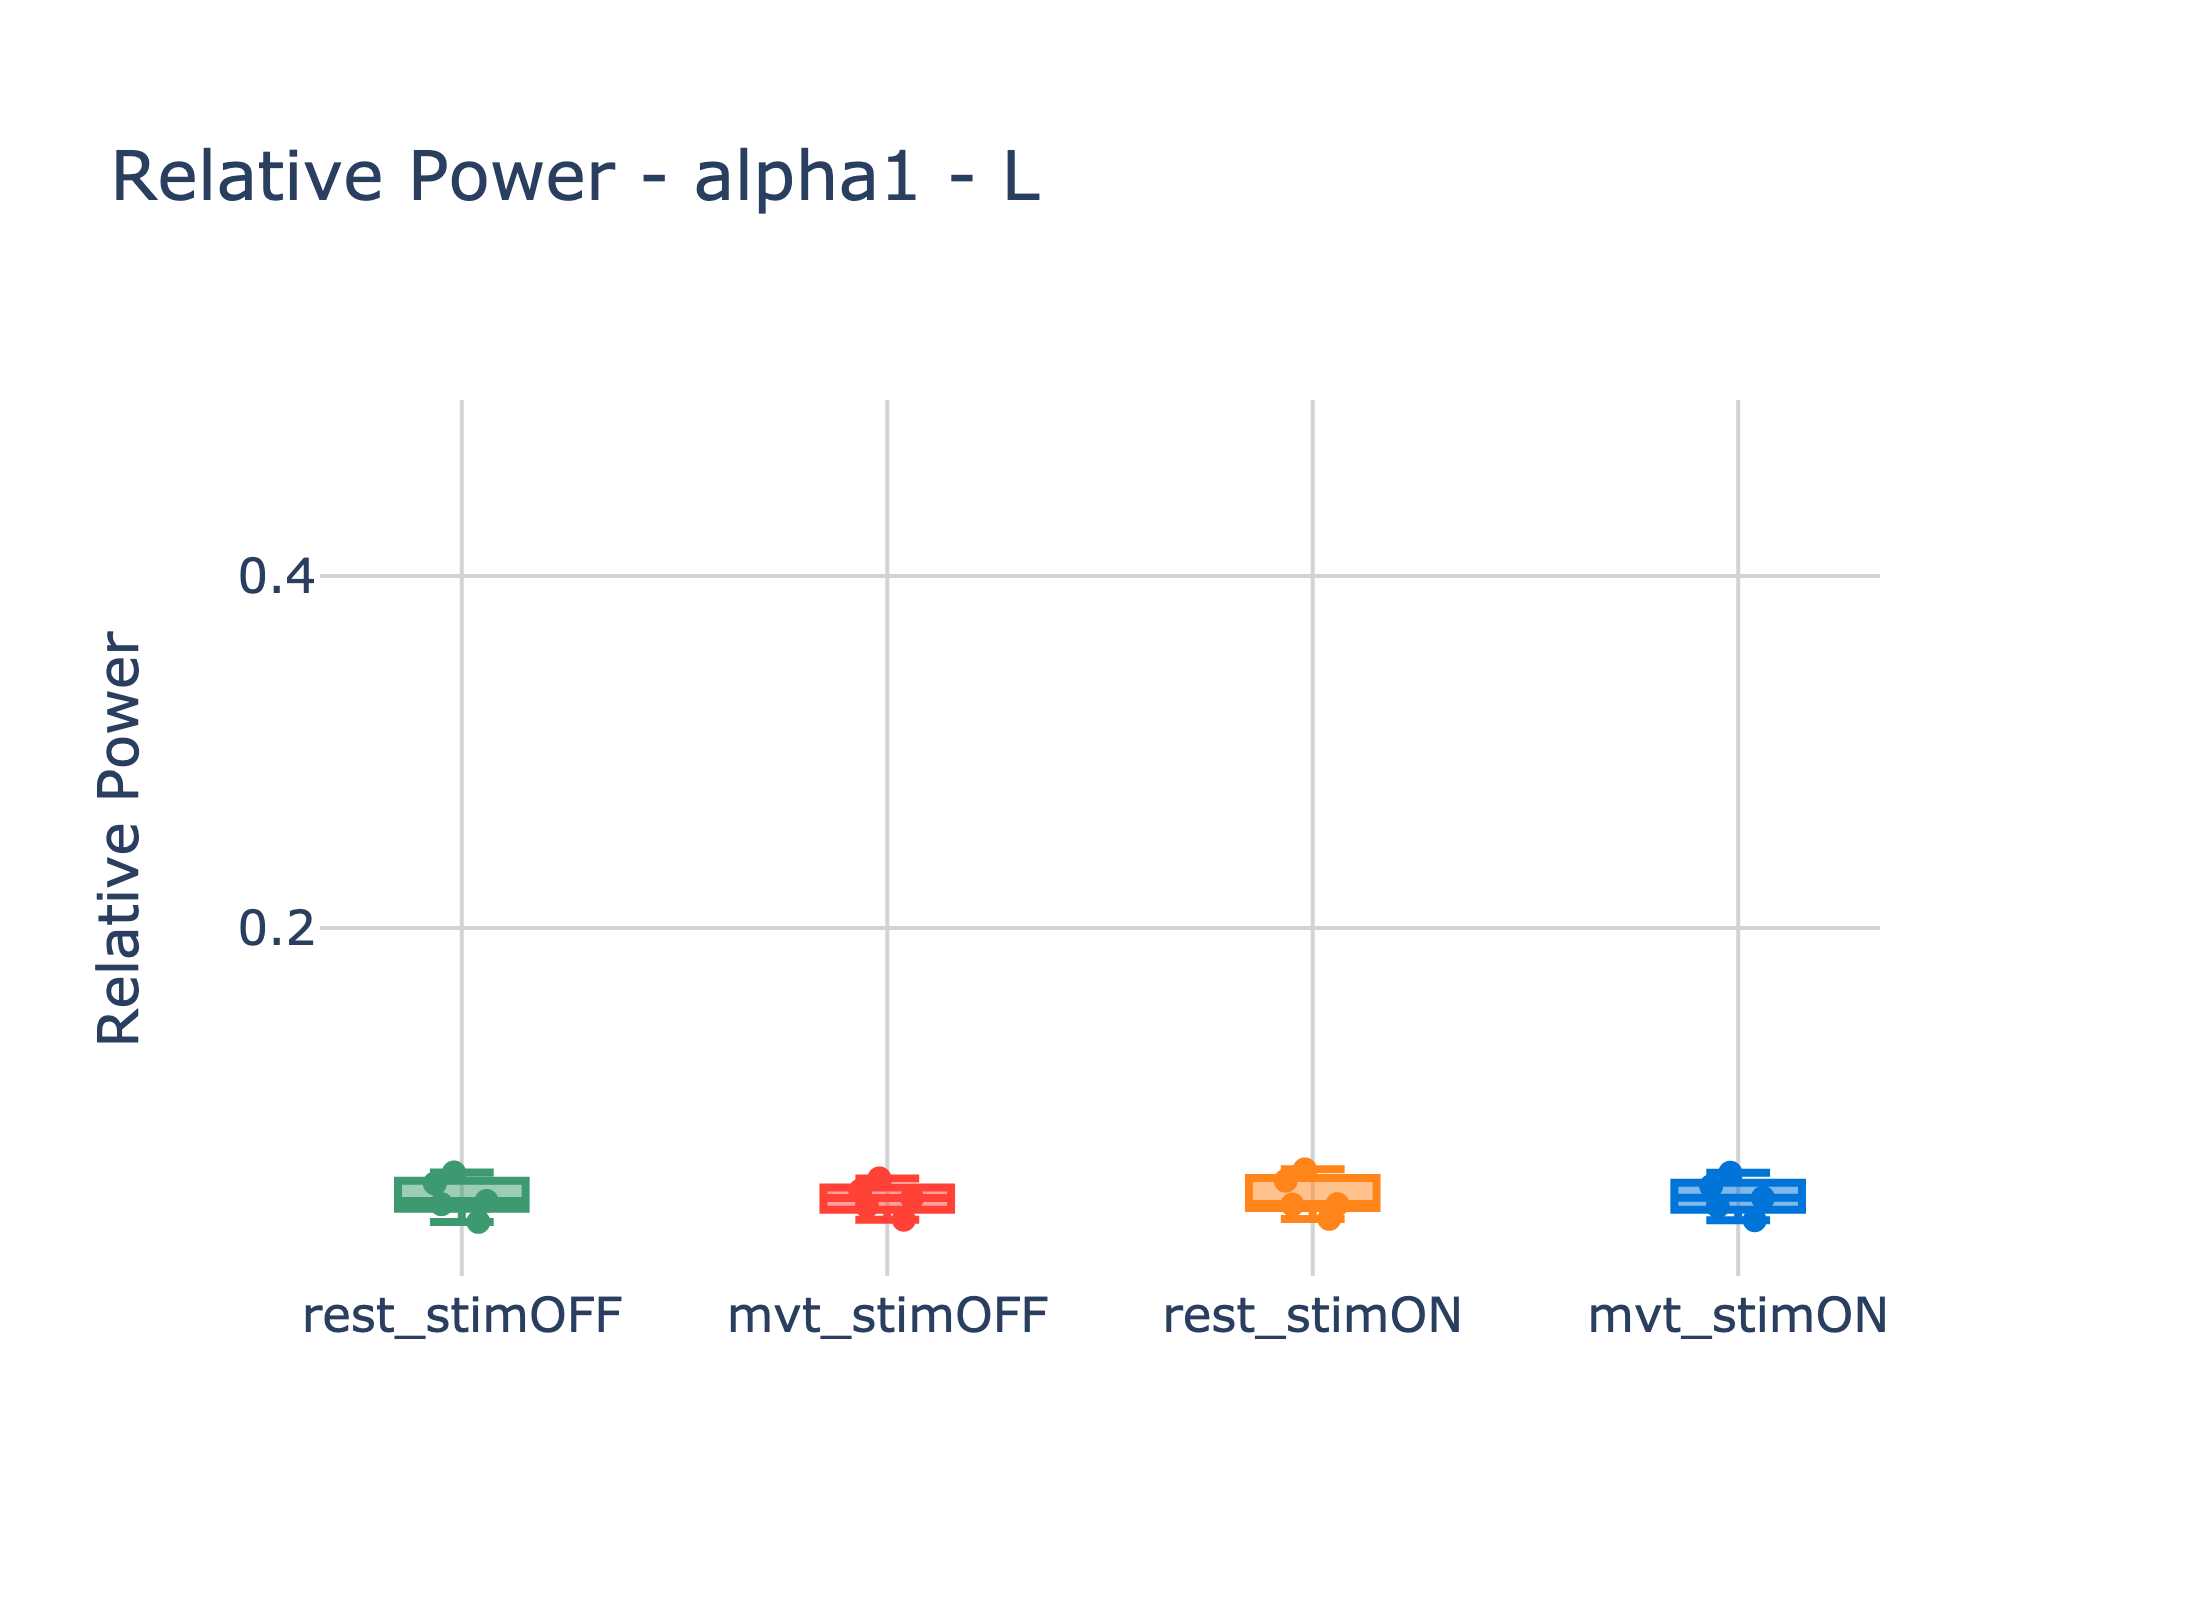 Relative Power - alpha1 - L
Relative Power
0.4
0.2
rest_stimOFF
mvt_stimOFF
rest_stimON
mvt_stimON